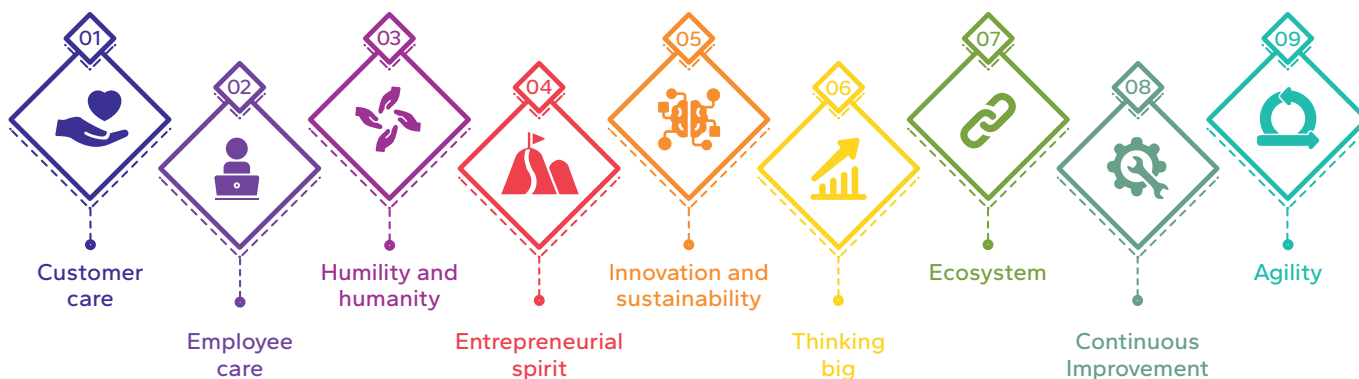 01
Customer
care
02
Employee
care
03
Humility and
humanity
04
Entrepreneurial
spirit
05
Innovation and
sustainability
06
Thinking
big
07
Ecosystem
08
Continuous
Improvement
09
Agility